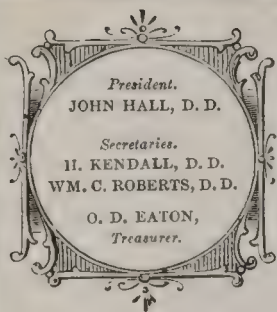 President.
JOHN HALL, D. D.
Secretaries.
H. KENDALL, D. D.
WM. C. ROBERTS, D. D.
O. D. EATON,
Treasurer.